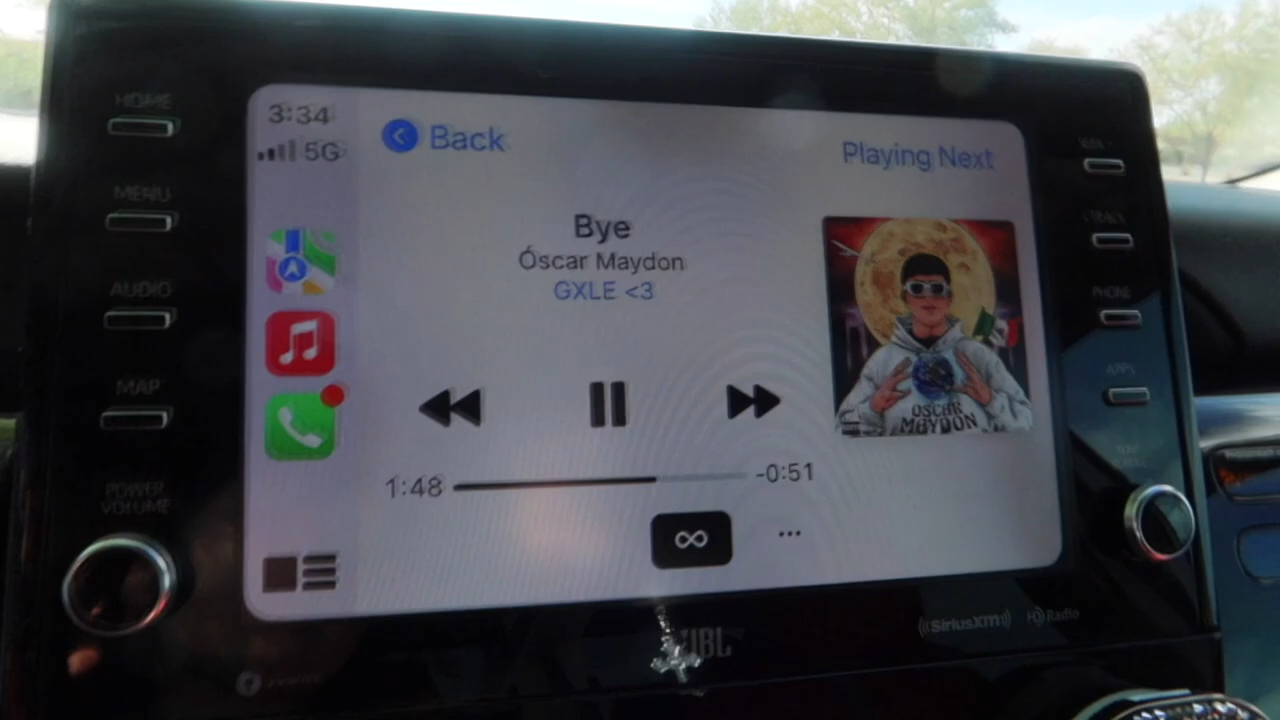 HOME
MENU
AUDIO
MAP
POWER
VOLUME
3:34
5G
Back
Playing Next
Bye
Óscar Maydon
GXLE <3
1:48
-0:51
OSCAR
MAYDON
PHONE
APPS
JBL
SiriusXM
HD Radio